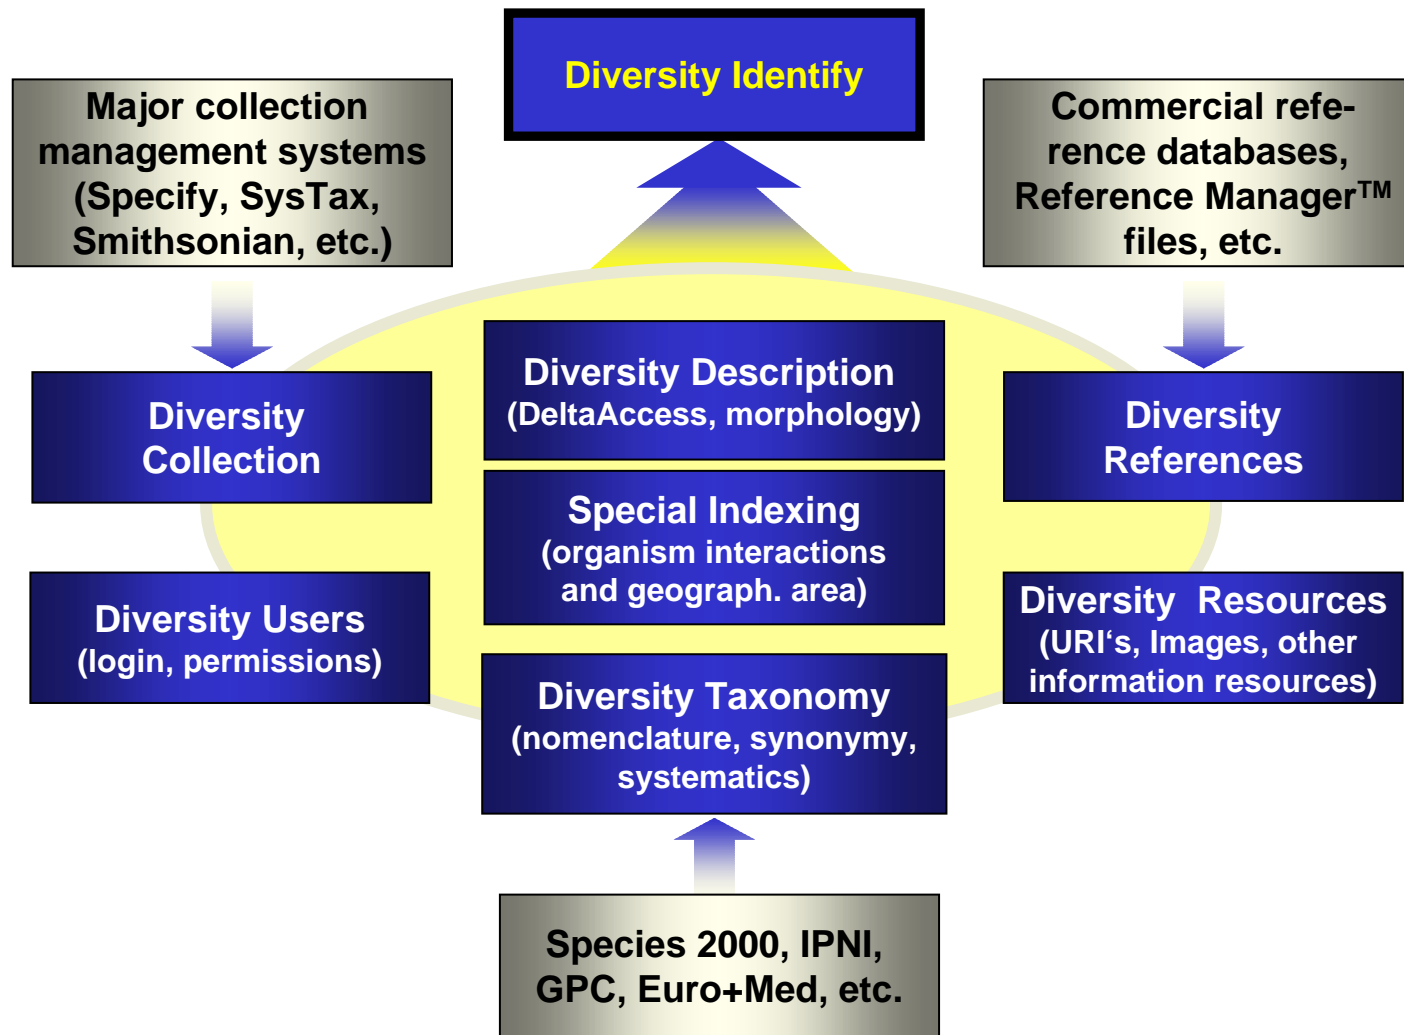 Diversity Identify
Major collection
management systems
(Specify, SysTax,
Smithsonian, etc.)
Commercial refe-
rence databases,
Reference Manager™
files, etc.
Diversity
Collection
Diversity Description
(DeltaAccess, morphology)
Diversity
References
Special Indexing
(organism interactions
and geograph. area)
Diversity Users
(login, permissions)
Diversity  Resources
(URI‘s, Images, other
information resources)
Diversity Taxonomy
(nomenclature, synonymy,
systematics)
Species 2000, IPNI,
GPC, Euro+Med, etc.